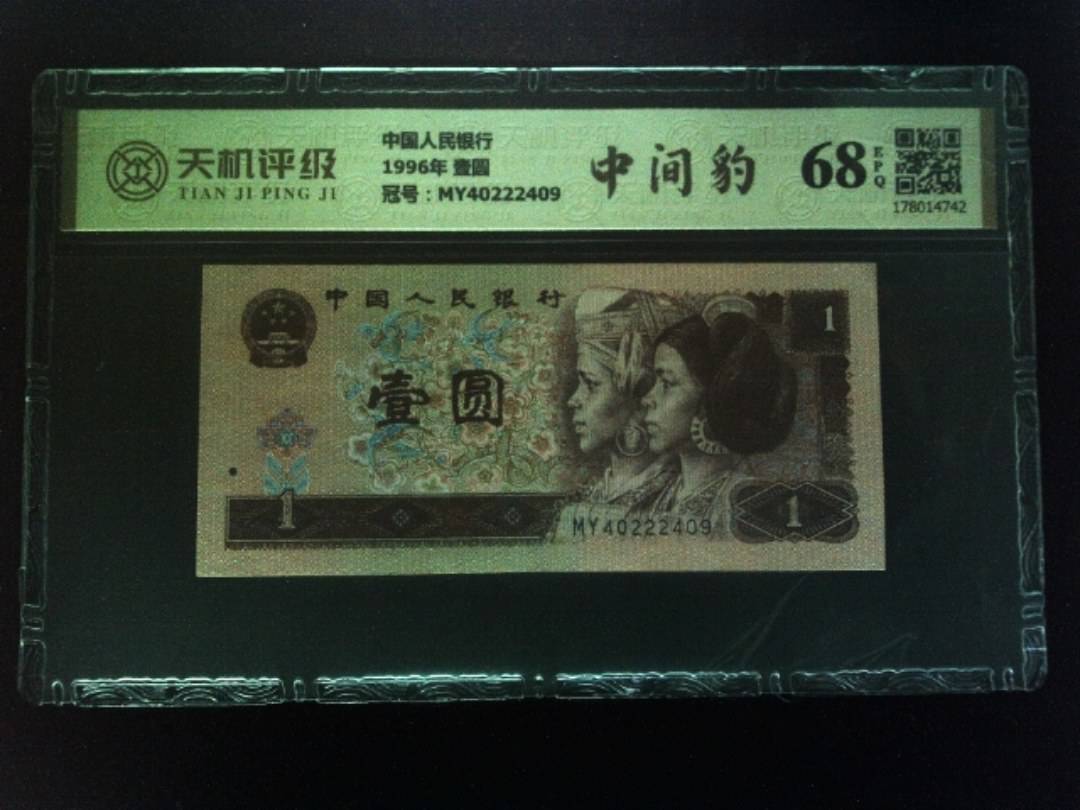 天机评级
TIAN JI PING JI
中国人民银行
1996年 壹圆
冠号：MY40222409
中间豹
68
EPQ
178014742
中国人民银行
1
壹圆
1
MY40222409
1